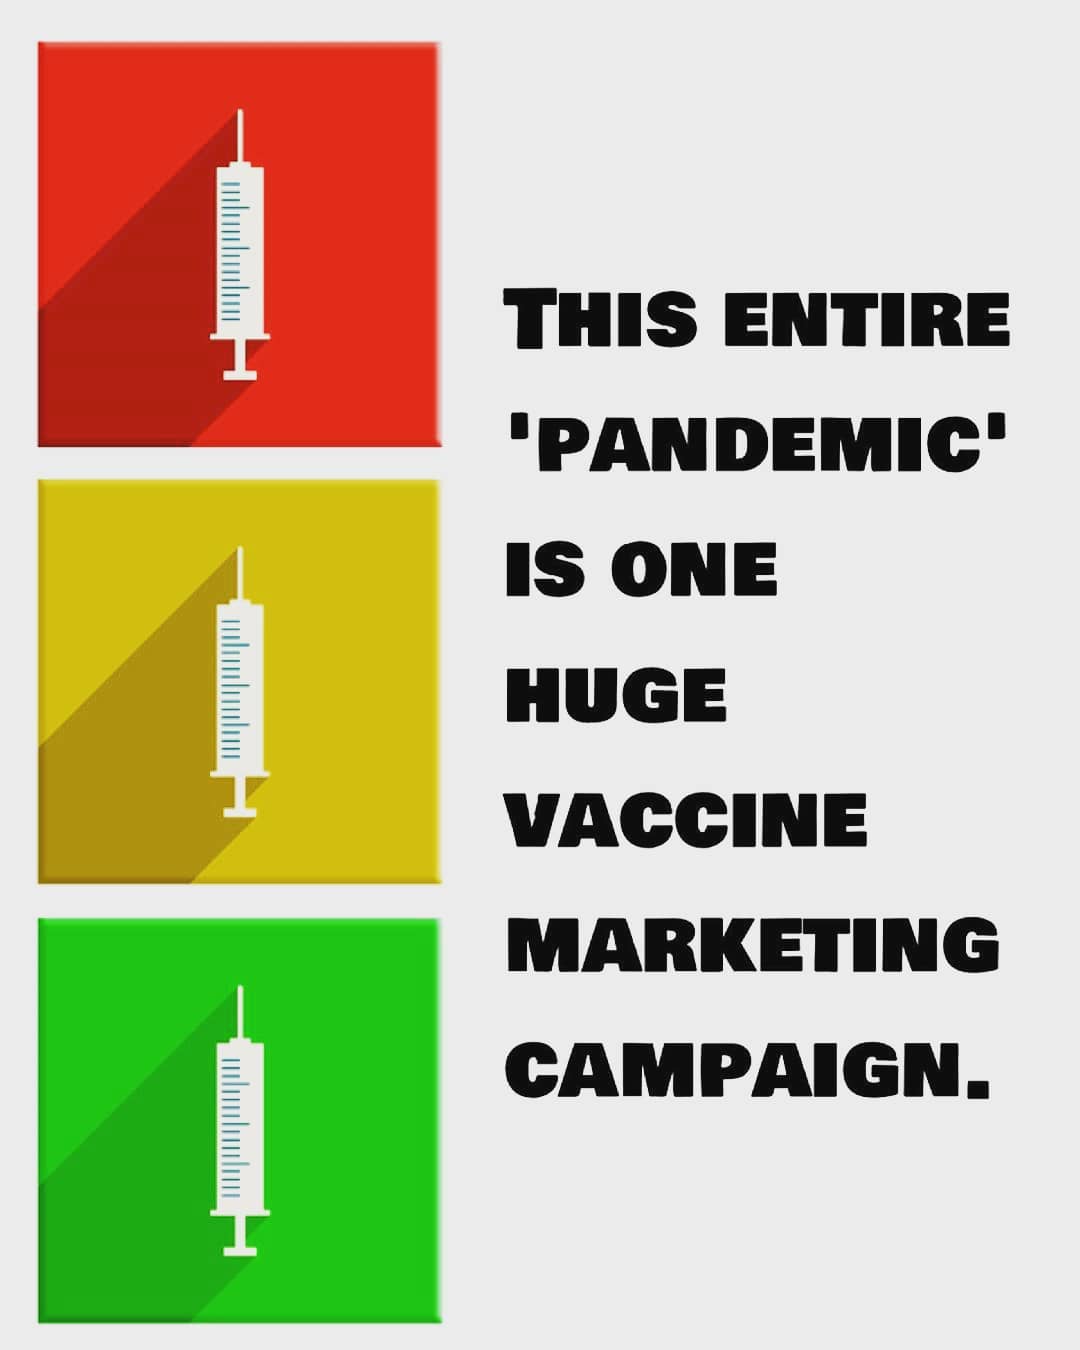 This entire
'pandemic'
is one
huge
vaccine
marketing
campaign.